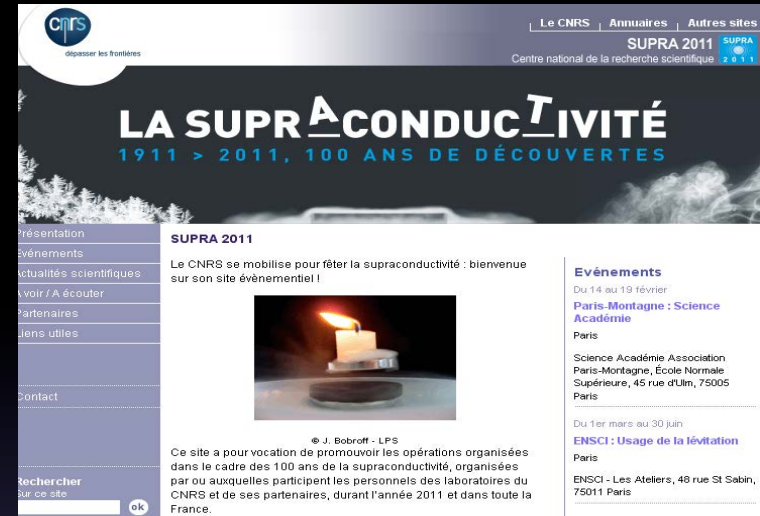 cnrs
dépasser les frontières
Le CNRS | Annuaires | Autres sites
SUPRA 2011
Centre national de la recherche scientifique
SUPRA
2011
LA SUPRACONDUCTIVITÉ
1911 > 2011, 100 ANS DE DÉCOUVERTES
Présentation
Evénements
Actualités scientifiques
A voir / A écouter
Partenaires
Liens utiles
Contact
Rechercher
Sur ce site
ok
SUPRA 2011
Le CNRS se mobilise pour fêter la supraconductivité : bienvenue
sur son site évènementiel !
© J. Bobroff - LPS
Ce site a pour vocation de promouvoir les opérations organisées
dans le cadre des 100 ans de la supraconductivité, organisées
par ou auxquelles participent les personnels des laboratoires du
CNRS et de ses partenaires, durant l'année 2011 et dans toute la
France.
Evénements
Du 14 au 19 février
Paris-Montagne : Science
Académie
Paris
Science Académie Association
Paris-Montagne, École Normale
Supérieure, 45 rue d'Ulm, 75005
Paris
Du 1er mars au 30 juin
ENSCI : Usage de la lévitation
Paris
ENSCI - Les Ateliers, 48 rue St Sabin,
75011 Paris